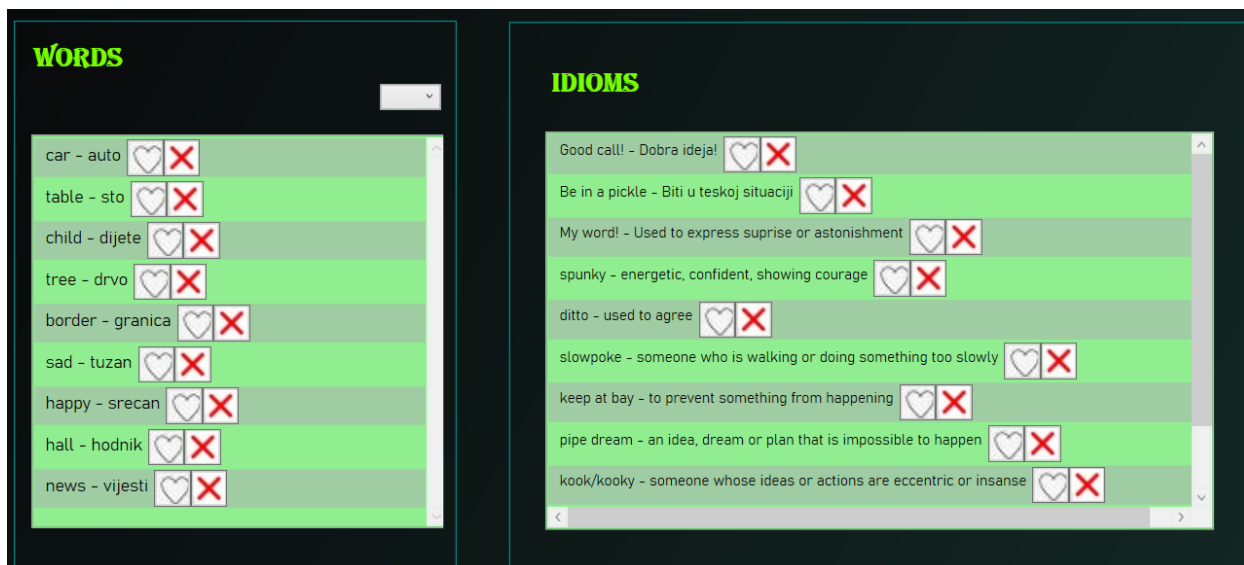 WORDS
car - auto
table - sto
child - dijete
tree - drvo
border - granica
sad - tuzan
happy - srecan
hall - hodnik
news - vijesti
IDIOMS
Good call! - Dobra ideja!
Be in a pickle - Biti u teskoj situaciji
My word! - Used to express suprise or astonishment
spunky - energetic, confident, showing courage
ditto - used to agree
slowpoke - someone who is walking or doing something too slowly
keep at bay - to prevent something from happening
pipe dream - an idea, dream or plan that is impossible to happen
kook/kooky - someone whose ideas or actions are eccentric or insanse